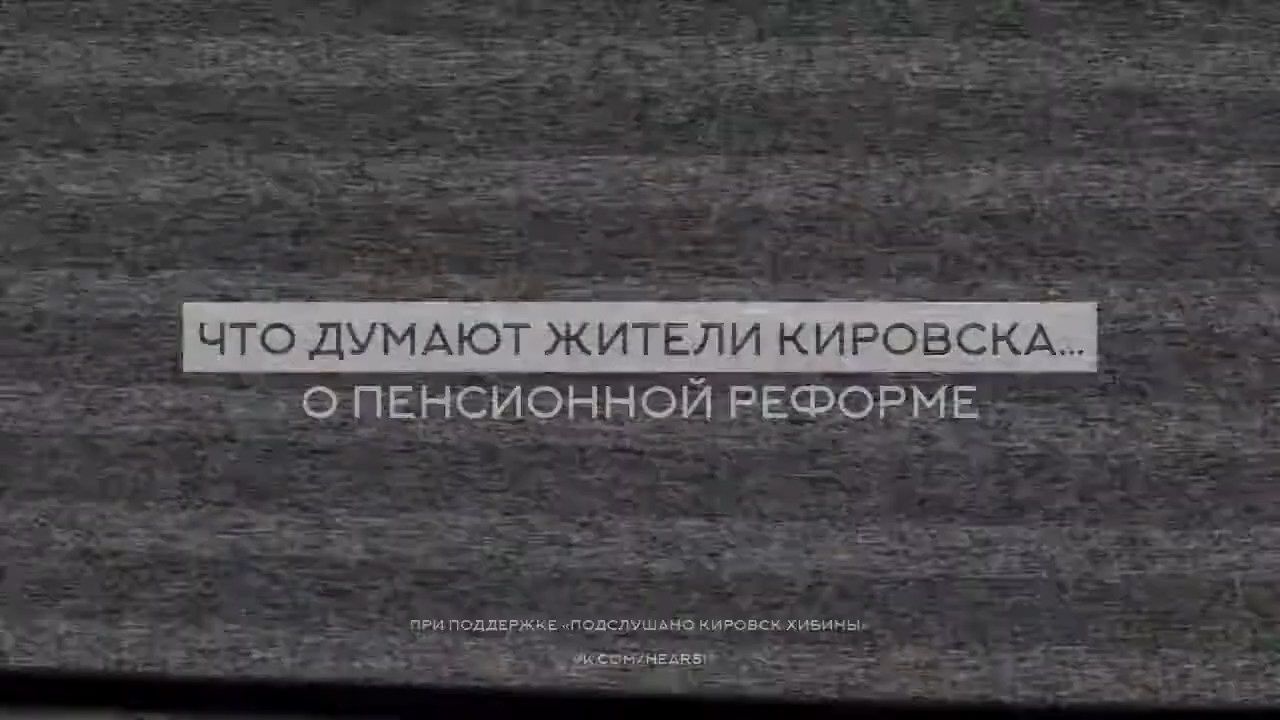 ЧТО ДУМАЮТ ЖИТЕЛИ КИРОВСКА...
О ПЕНСИОННОЙ РЕФОРМЕ
ПРИ ПОДДЕРЖКЕ «ПОДСЛУШАНО КИРОВСК ХИБИНЫ»